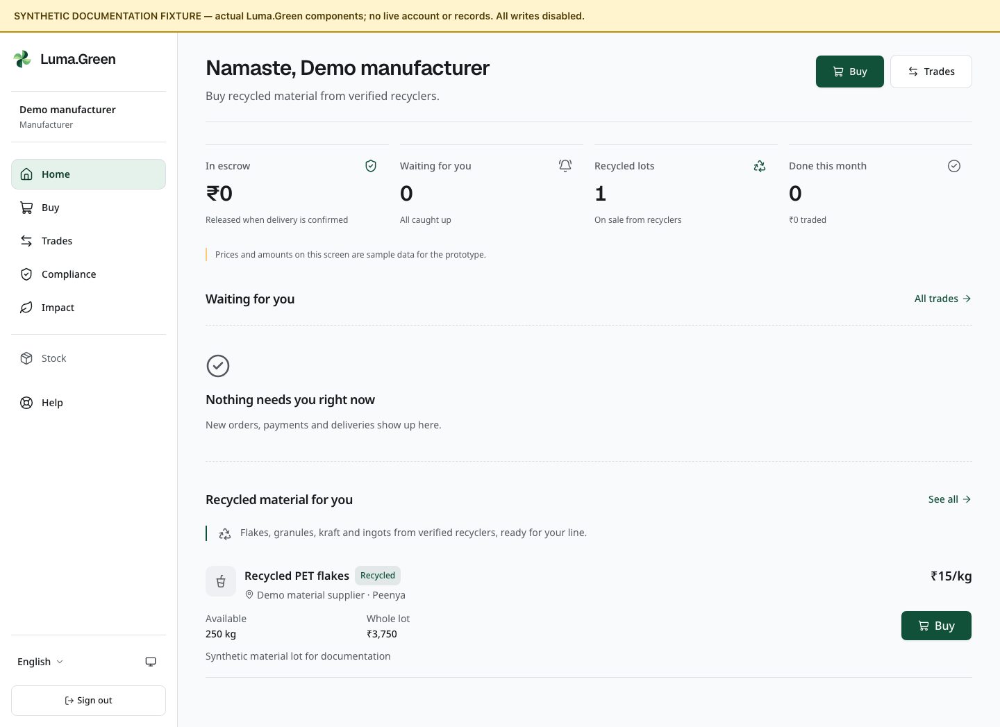 SYNTHETIC DOCUMENTATION FIXTURE — actual Luma.Green components; no live account or records. All writes disabled.
Luma.Green
Demo manufacturer
Manufacturer
Home
Buy
Trades
Compliance
Impact
Stock
Help
English
Sign out
Namaste, Demo manufacturer
Buy recycled material from verified recyclers.
Buy
Trades
In escrow
₹0
Released when delivery is confirmed
Waiting for you
0
All caught up
Recycled lots
1
On sale from recyclers
Done this month
0
₹0 traded
Prices and amounts on this screen are sample data for the prototype.
Waiting for you
All trades
Nothing needs you right now
New orders, payments and deliveries show up here.
Recycled material for you
See all
Flakes, granules, kraft and ingots from verified recyclers, ready for your line.
Recycled PET flakes
Recycled
₹15/kg
Demo material supplier · Peenya
Available
250 kg
Whole lot
₹3,750
Buy
Synthetic material lot for documentation